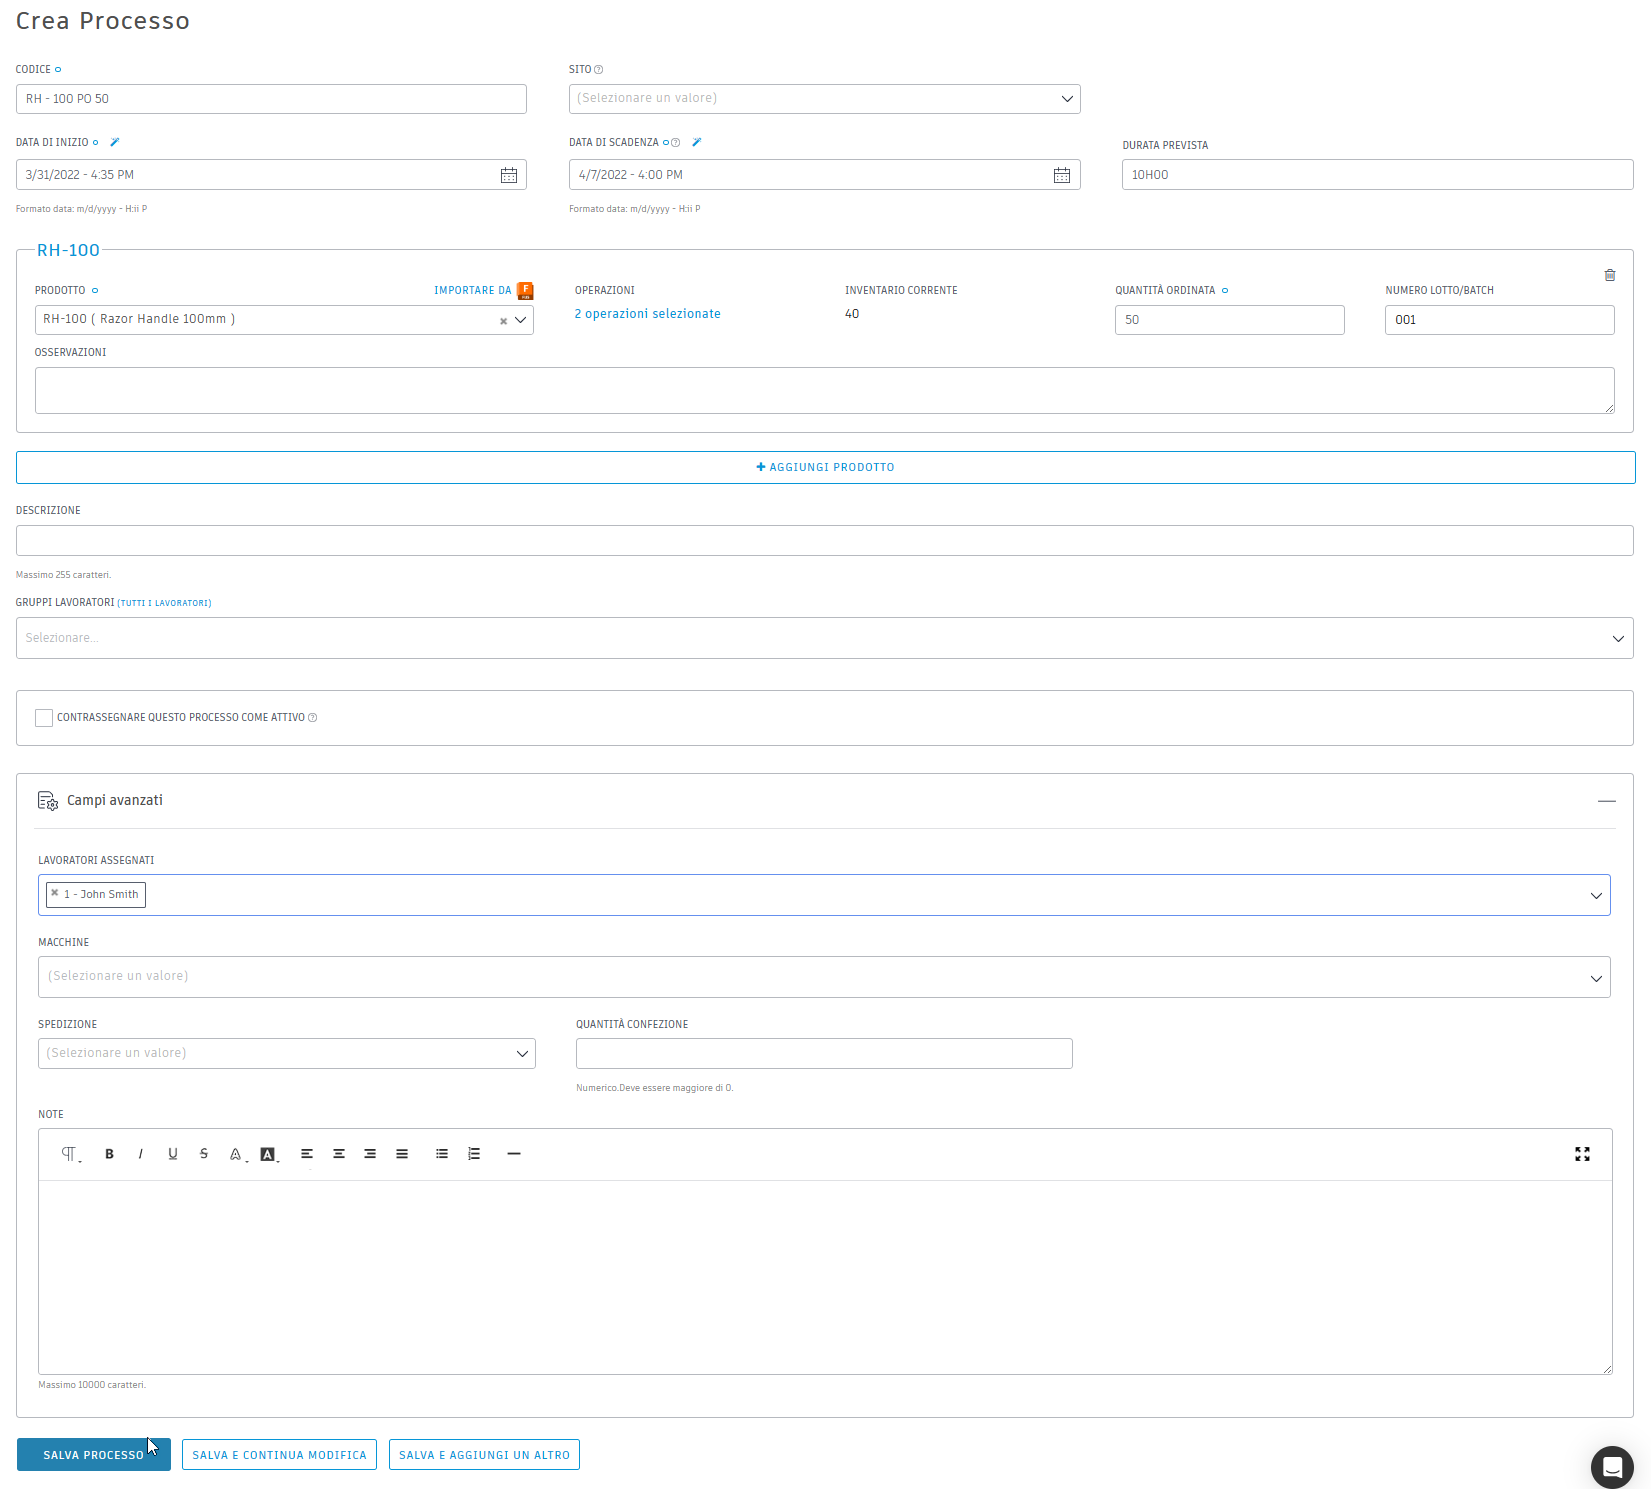 Crea Processo
CODICE
SITO
RH - 100 PO 50
(Selezionare un valore)
DATA DI INIZIO
DATA DI SCADENZA
DURATA PREVISTA
3/31/2022 - 4:35 PM
4/7/2022 - 4:00 PM
10H00
Formato data: m/d/yyyy - H:ii P
Formato data: m/d/yyyy - H:ii P
RH-100
PRODOTTO
IMPORTARE DA
OPERAZIONI
INVENTARIO CORRENTE
QUANTITÀ ORDINATA
NUMERO LOTTO/BATCH
RH-100 ( Razor Handle 100mm )
2 operazioni selezionate
40
50
001
OSSERVAZIONI
+ AGGIUNGI PRODOTTO
DESCRIZIONE
Massimo 255 caratteri.
GRUPPI LAVORATORI (TUTTI I LAVORATORI)
Selezionare...
CONTRASSEGNARE QUESTO PROCESSO COME ATTIVO
Campi avanzati
LAVORATORI ASSEGNATI
1 - John Smith
MACCHINE
(Selezionare un valore)
SPEDIZIONE
QUANTITÀ CONFEZIONE
(Selezionare un valore)
Numerico.Deve essere maggiore di 0.
NOTE
B I U S A A
Massimo 10000 caratteri.
SALVA PROCESSO
SALVA E CONTINUA MODIFICA
SALVA E AGGIUNGI UN ALTRO